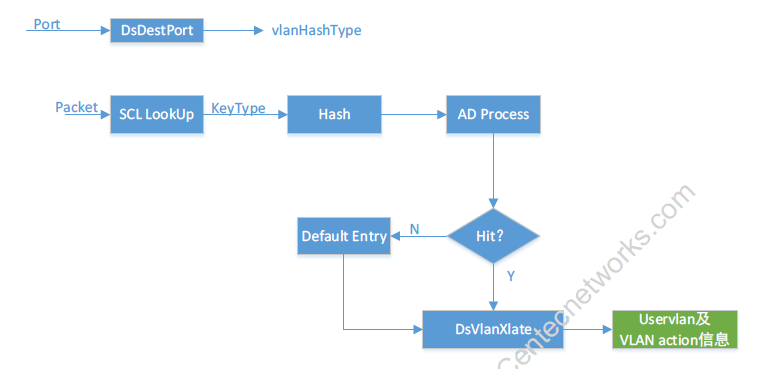 Port
DsDestPort
vlanHashType
Packet
SCL LookUp
KeyType
Hash
AD Process
Default Entry
N
Hit?
Y
DsVlanXlate
Uservlan及
VLAN action信息
Centecnetworks.com